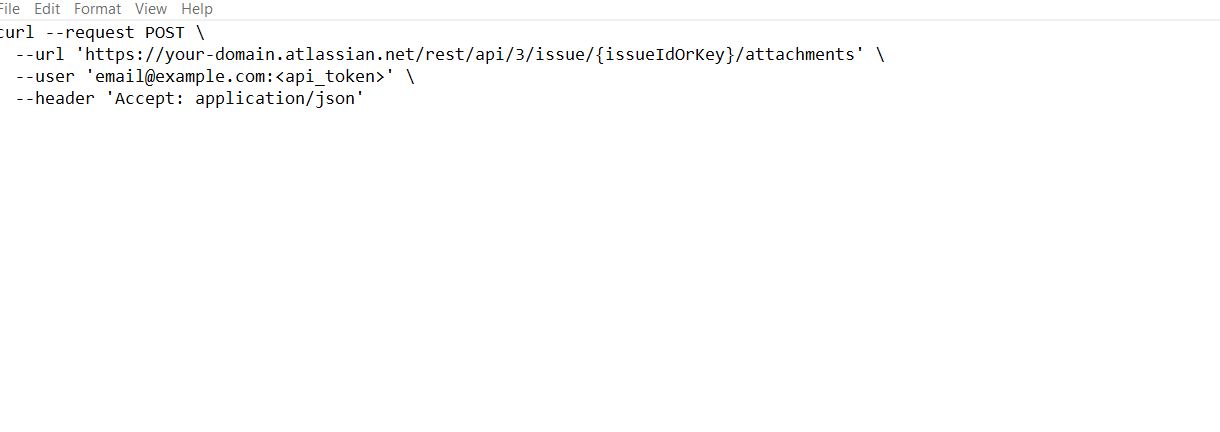 File Edit Format View Help
curl --request POST \
--url 'https://your-domain.atlassian.net/rest/api/3/issue/{issueIdOrKey}/attachments' \
--user 'email@example.com:<api_token>' \
--header 'Accept: application/json'